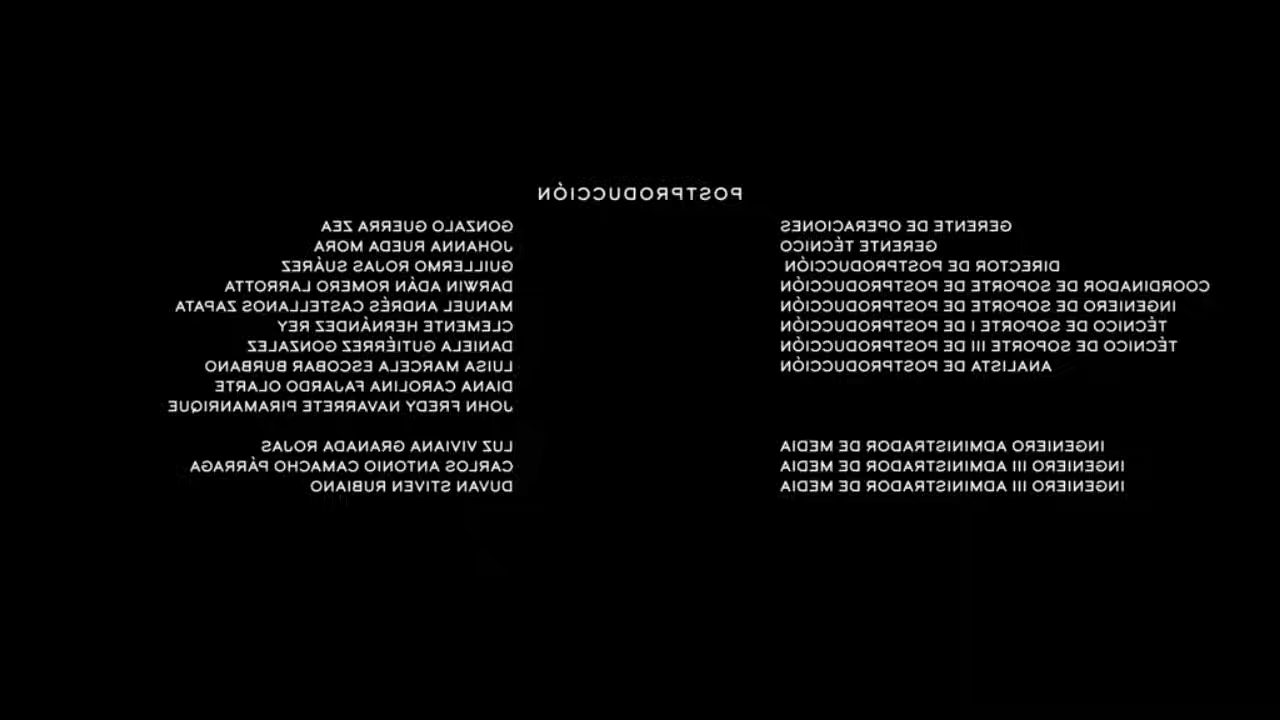 POSTPRODUCCIÓN
GERENTE DE OPERACIONES GONZALO GUERRA ZEA
GERENTE TÉCNICO JOHANNA RUEDA MORA
DIRECTOR DE POSTPRODUCCIÓN GUILLERMO ROJAS SUÁREZ
COORDINADOR DE SOPORTE DE POSTPRODUCCIÓN DARWIN ADÁN ROMERO LARROTTA
INGENIERO DE SOPORTE DE POSTPRODUCCIÓN MANUEL ANDRÉS CASTELLANOS ZAPATA
TÉCNICO DE SOPORTE I DE POSTPRODUCCIÓN CLEMENTE HERNÁNDEZ REY
TÉCNICO DE SOPORTE III DE POSTPRODUCCIÓN DANIELA GUTIÉRREZ GONZALEZ
ANALISTA DE POSTPRODUCCIÓN LUISA MARCELA ESCOBAR BURBANO
DIANA CAROLINA FAJARDO OLARTE
JOHN FREDY NAVARRETE PIRAMANRIQUE
INGENIERO ADMINISTRADOR DE MEDIA LUZ VIVIANA GRANADA ROJAS
INGENIERO III ADMINISTRADOR DE MEDIA CARLOS ANTONIO CAMACHO PÁRRAGA
INGENIERO III ADMINISTRADOR DE MEDIA DUVAN STIVEN RUBIANO